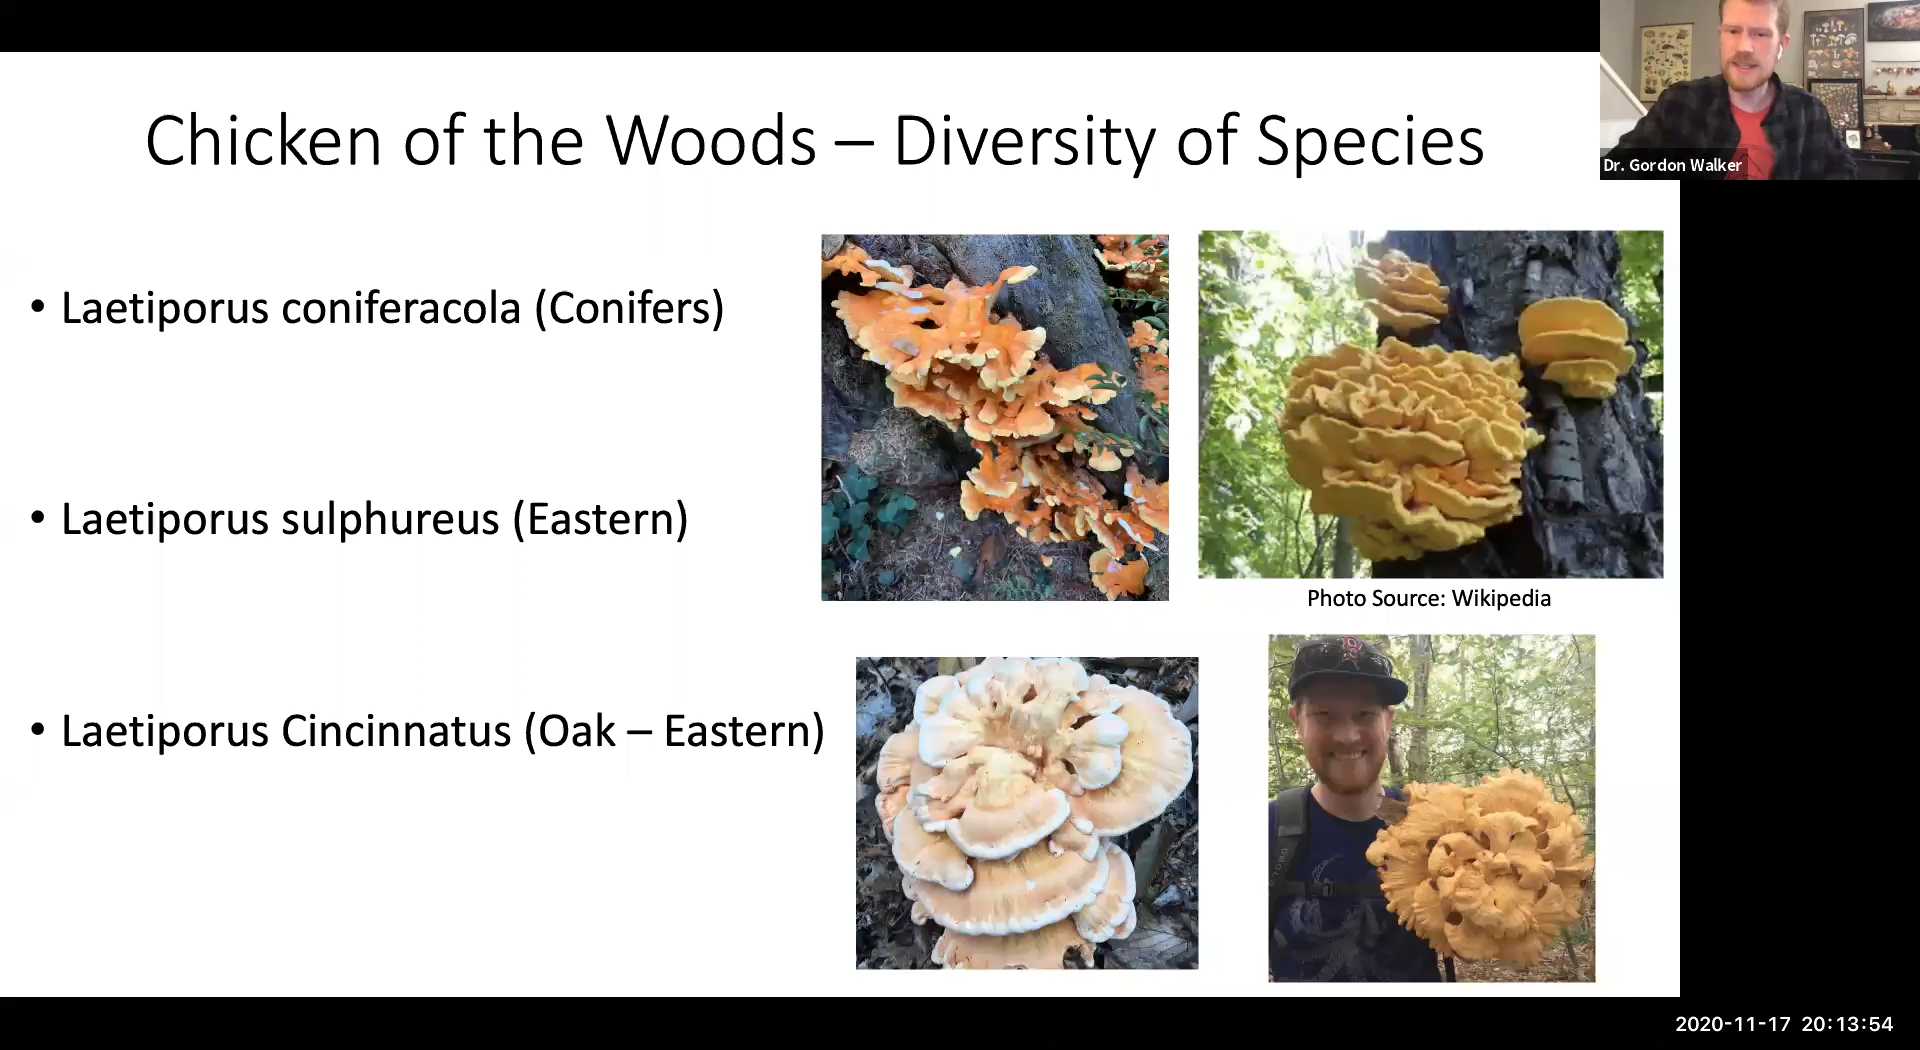 Chicken of the Woods – Diversity of Species
Dr. Gordon Walker
• Laetiporus coniferacola (Conifers)
• Laetiporus sulphureus (Eastern)
Photo Source: Wikipedia
• Laetiporus Cincinnatus (Oak – Eastern)
2020-11-17 20:13:54